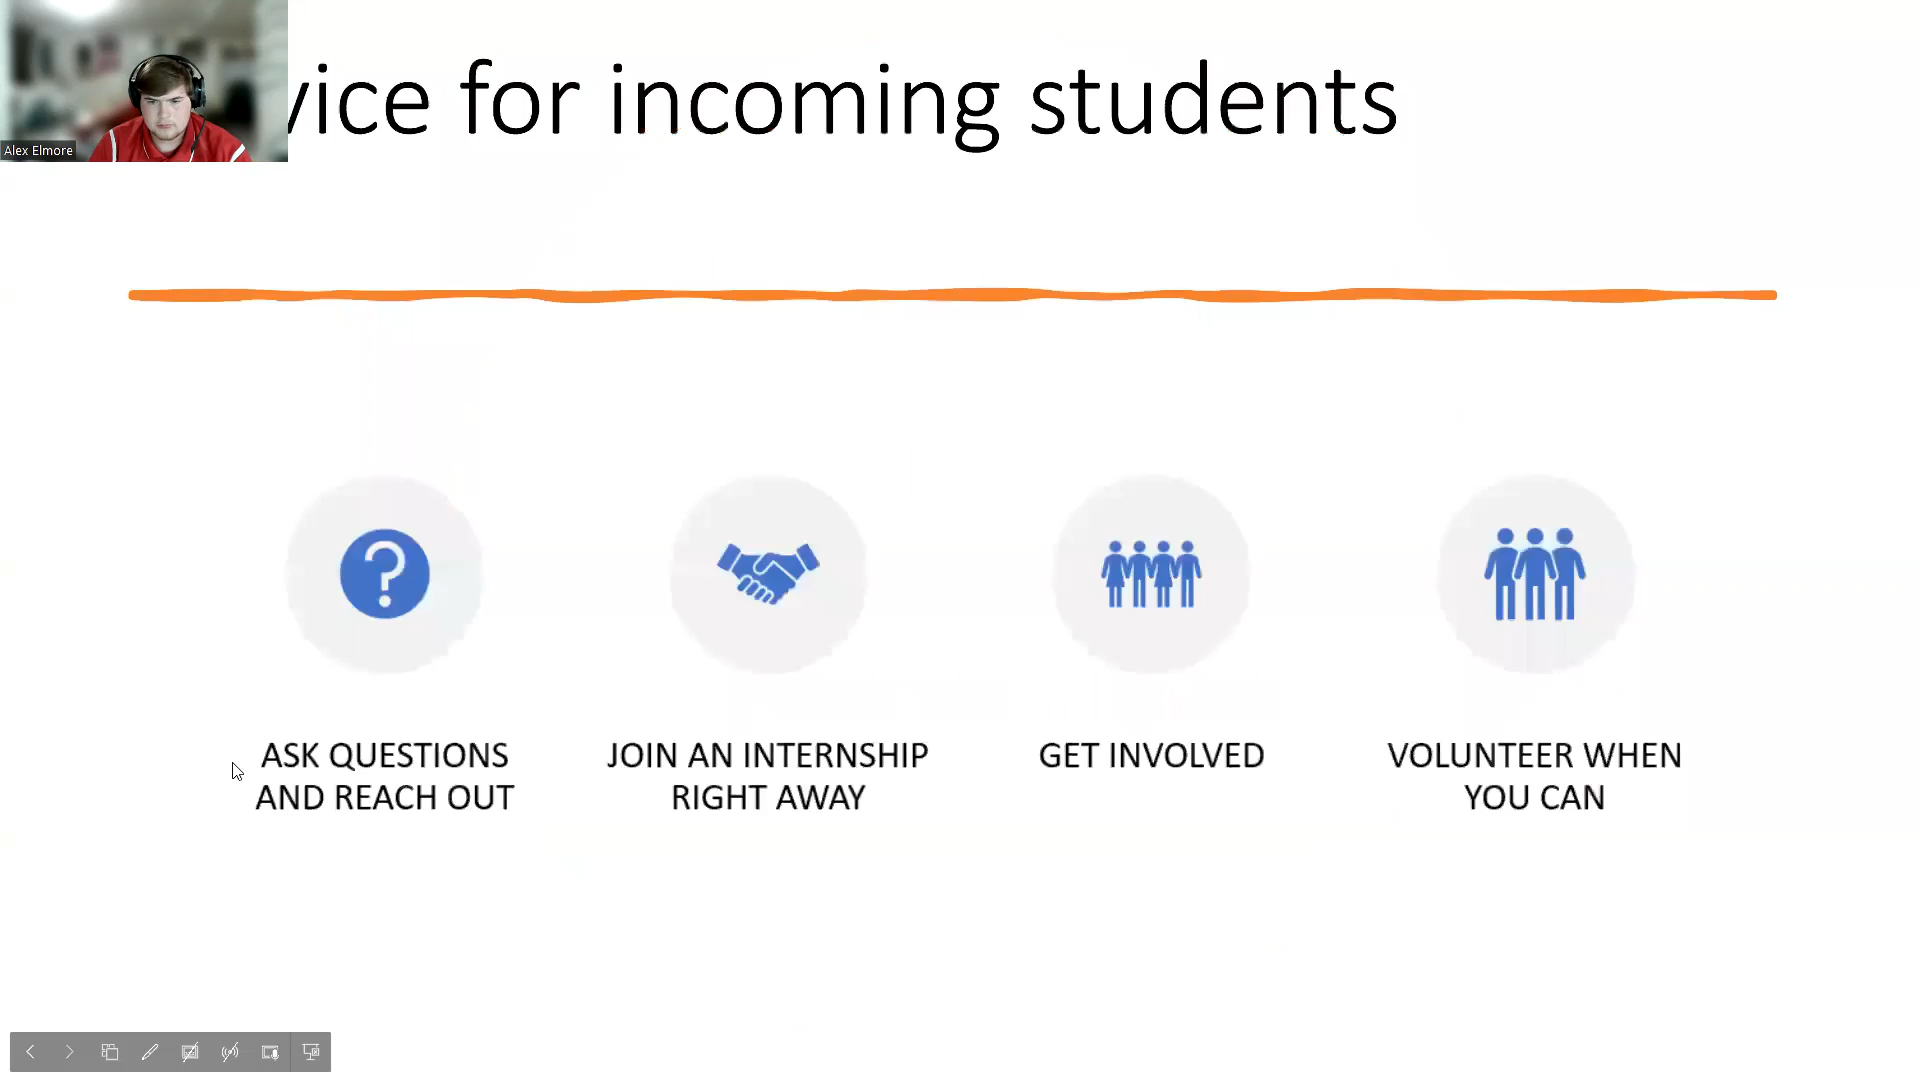 vice for incoming students
Alex Elmore
ASK QUESTIONS
AND REACH OUT
JOIN AN INTERNSHIP
RIGHT AWAY
GET INVOLVED
VOLUNTEER WHEN
YOU CAN